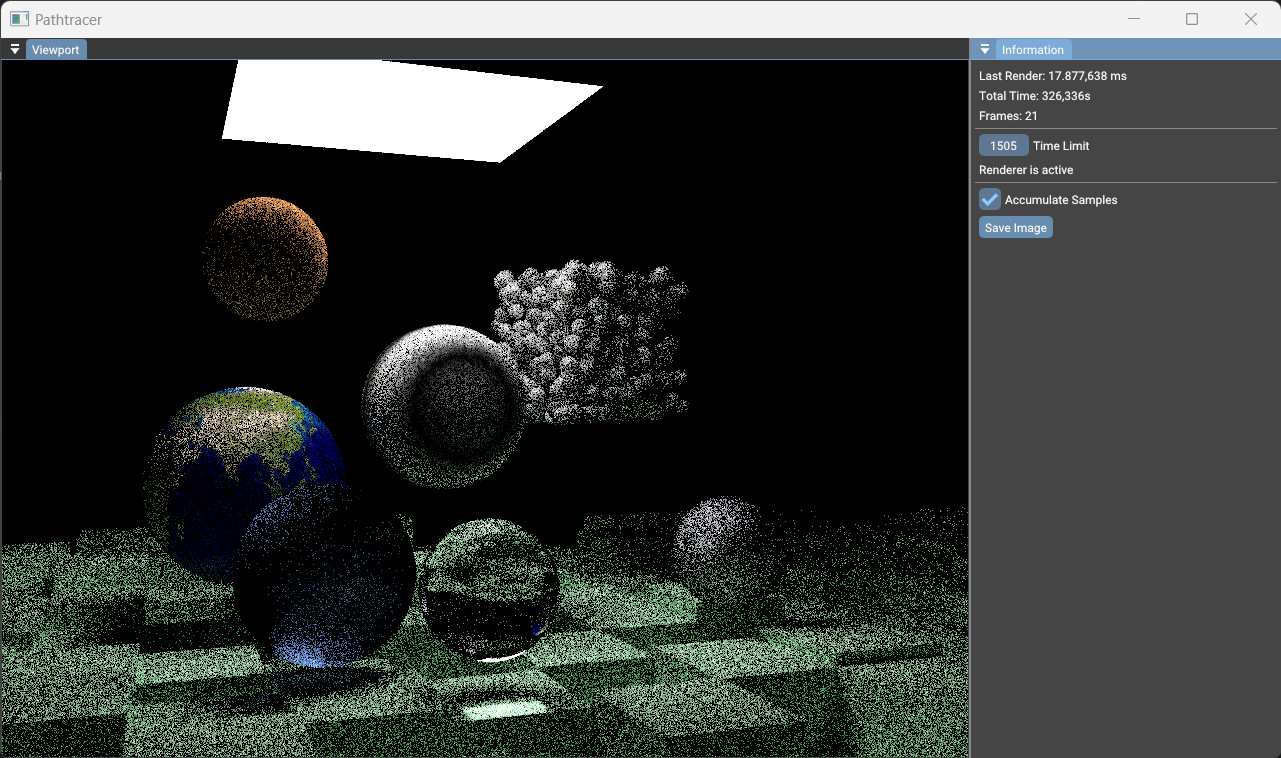 Pathtracer
Viewport
Information
Last Render: 17.877,638 ms
Total Time: 326,336s
Frames: 21
1505 Time Limit
Renderer is active
Accumulate Samples
Save Image